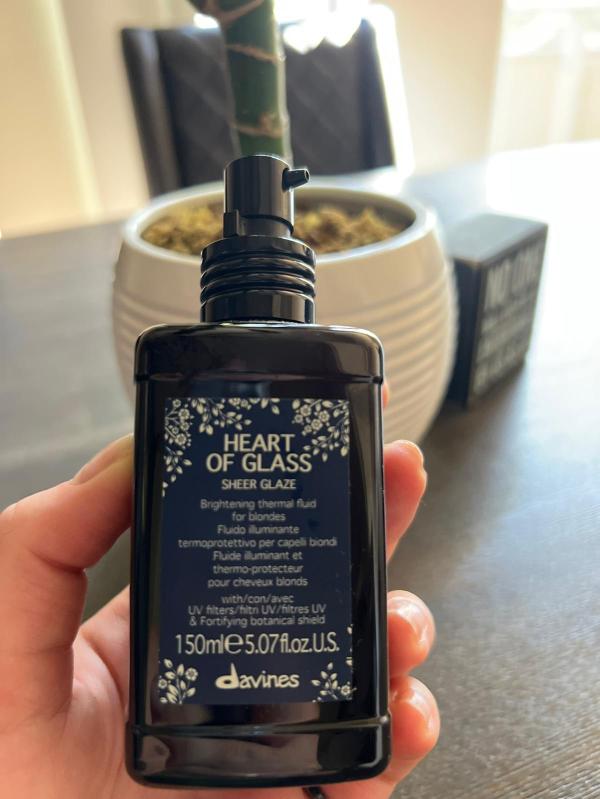 HEART
OF GLASS
SHEER GLAZE
Brightening thermal fluid
for blondes
Fluido illuminante
termoprotettivo per capelli biondi
Fluide illuminant et
thermo-protecteur
pour cheveux blonds
with/con/avec
UV filters/filtri UV/filtres UV
& Fortifying botanical shield
150ml℮5.07fl.oz.U.S.
davines